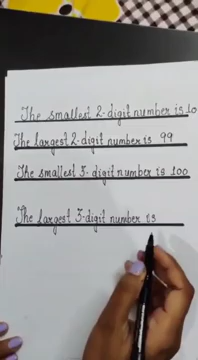 The smallest 2-digit number is 10
The largest 2-digit number is 99
The smallest 3-digit number is 100
The largest 3-digit number is